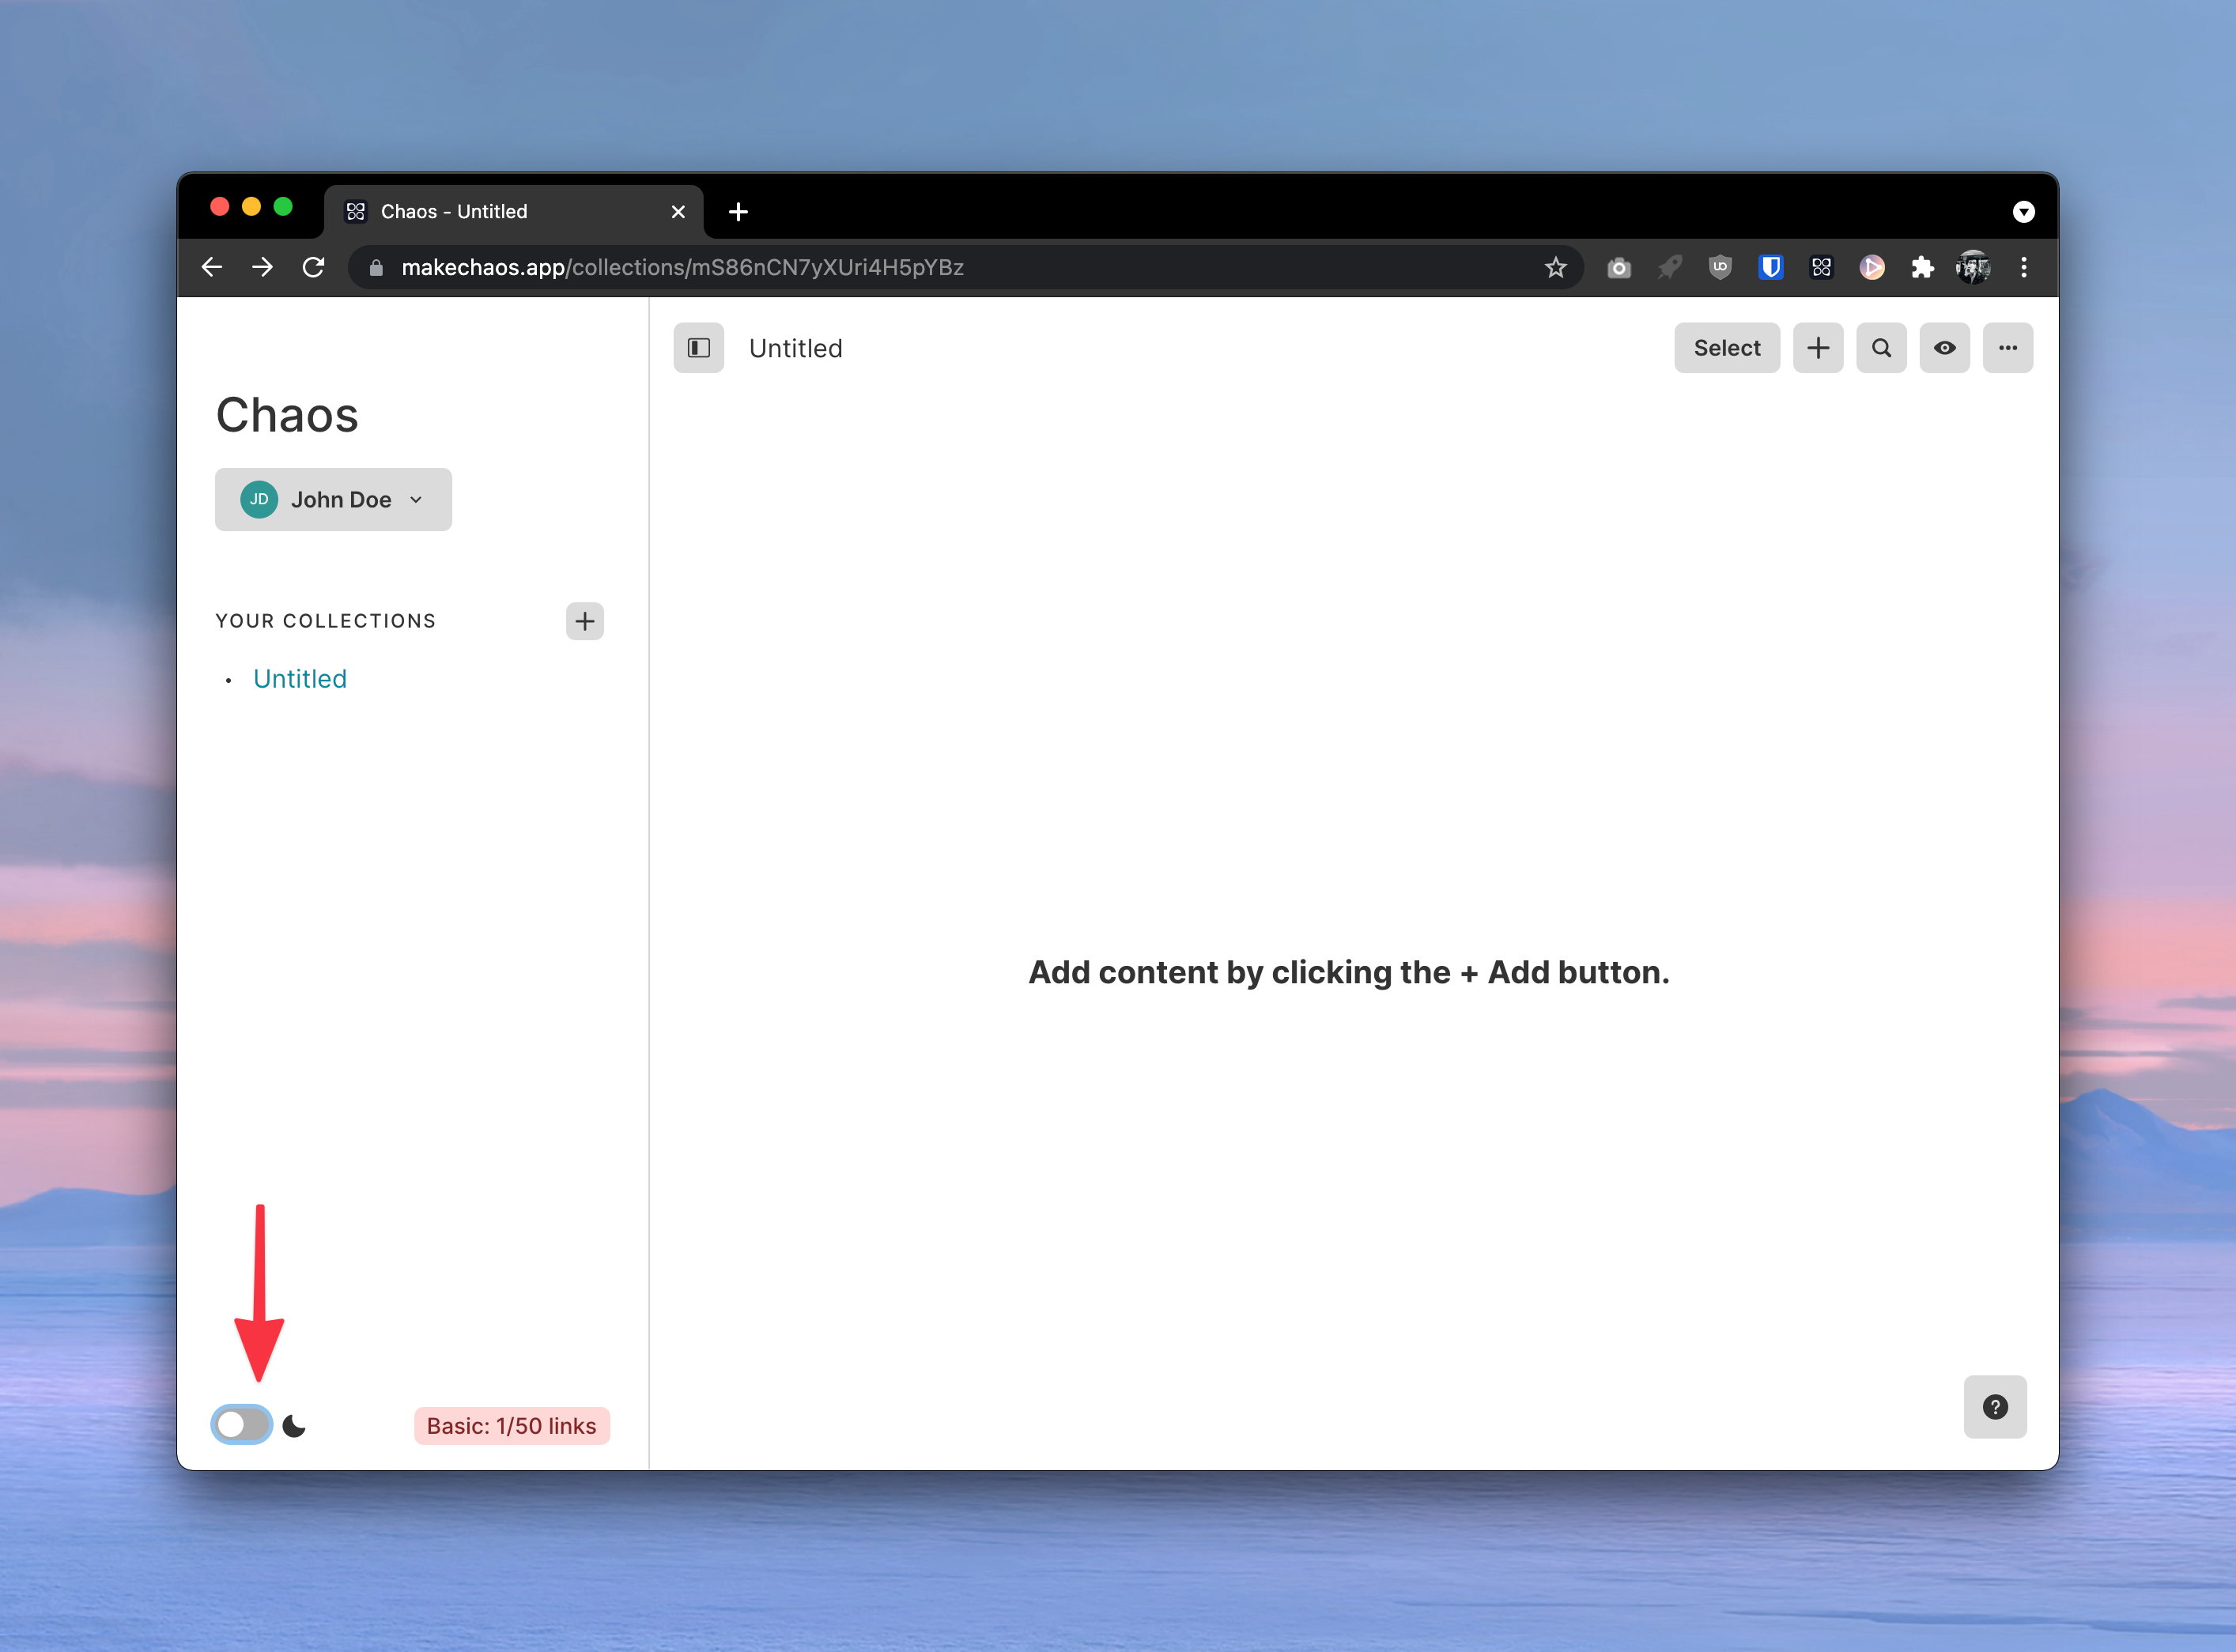 Chaos - Untitled
makechaos.app/collections/mS86nCN7yXUri4H5pYBz
Untitled
Select
Chaos
JD John Doe
YOUR COLLECTIONS
• Untitled
Add content by clicking the + Add button.
Basic: 1/50 links
?